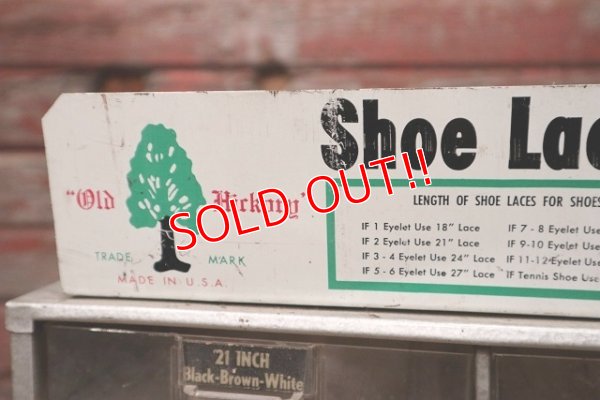 Shoe Lac
"Old Hickory"
SOLD OUT!!
TRADE MARK
MADE IN U.S.A.
LENGTH OF SHOE LACES FOR SHOES
IF 1 Eyelet Use 18" Lace
IF 2 Eyelet Use 21" Lace
IF 3 - 4 Eyelet Use 24" Lace
IF 5 - 6 Eyelet Use 27" Lace
IF 7 - 8 Eyelet Use
IF 9-10 Eyelet Use
IF 11-12 Eyelet Use
IF Tennis Shoe Use
21 INCH
Black-Brown-White